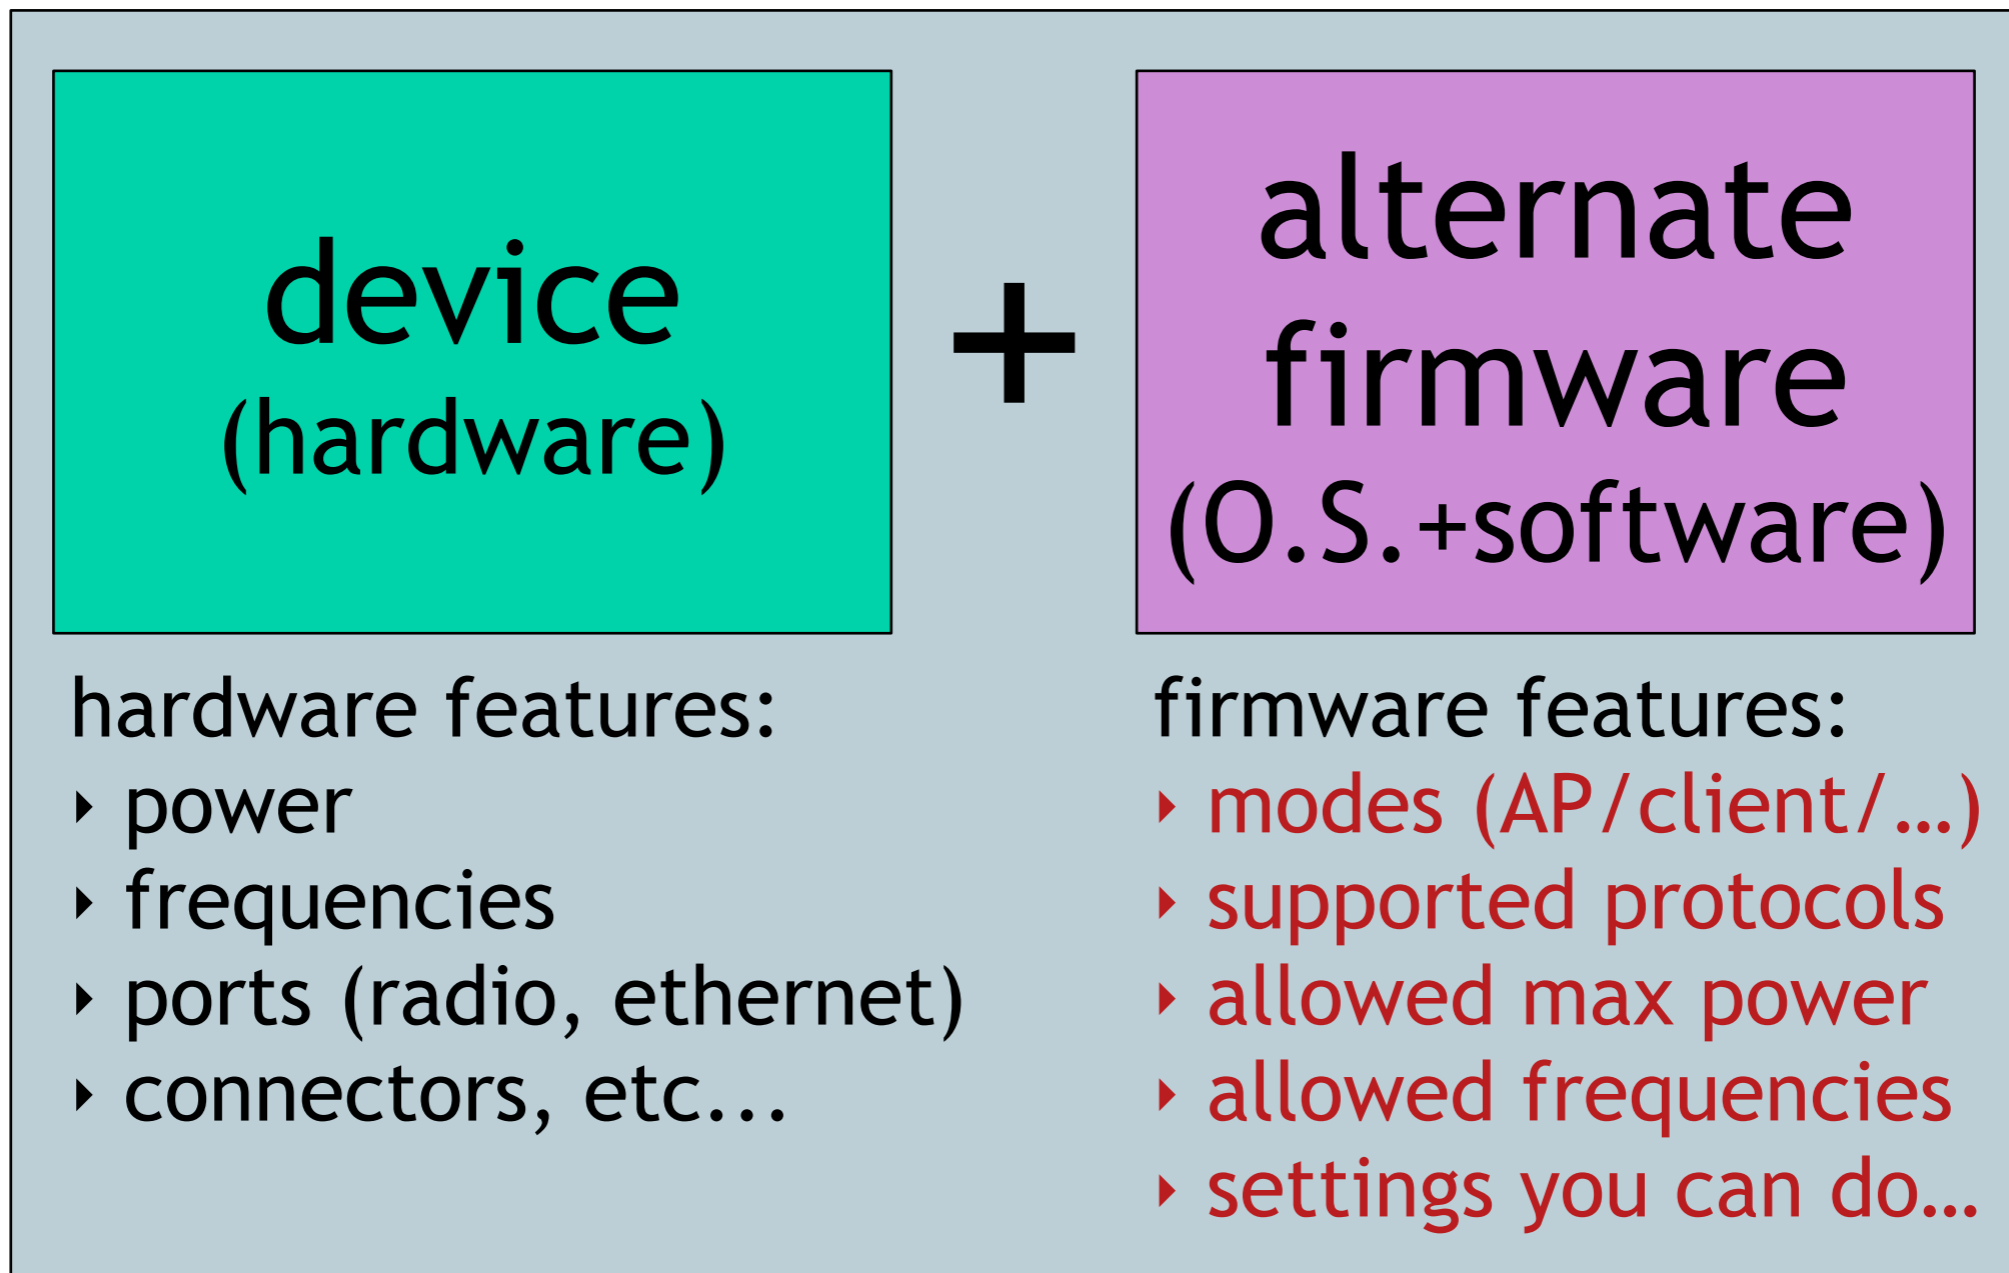 device
(hardware)
+
alternate
firmware
(O.S.+software)
hardware features:
‣ power
‣ frequencies
‣ ports (radio, ethernet)
‣ connectors, etc...
firmware features:
‣ modes (AP/client/…)
‣ supported protocols
‣ allowed max power
‣ allowed frequencies
‣ settings you can do…